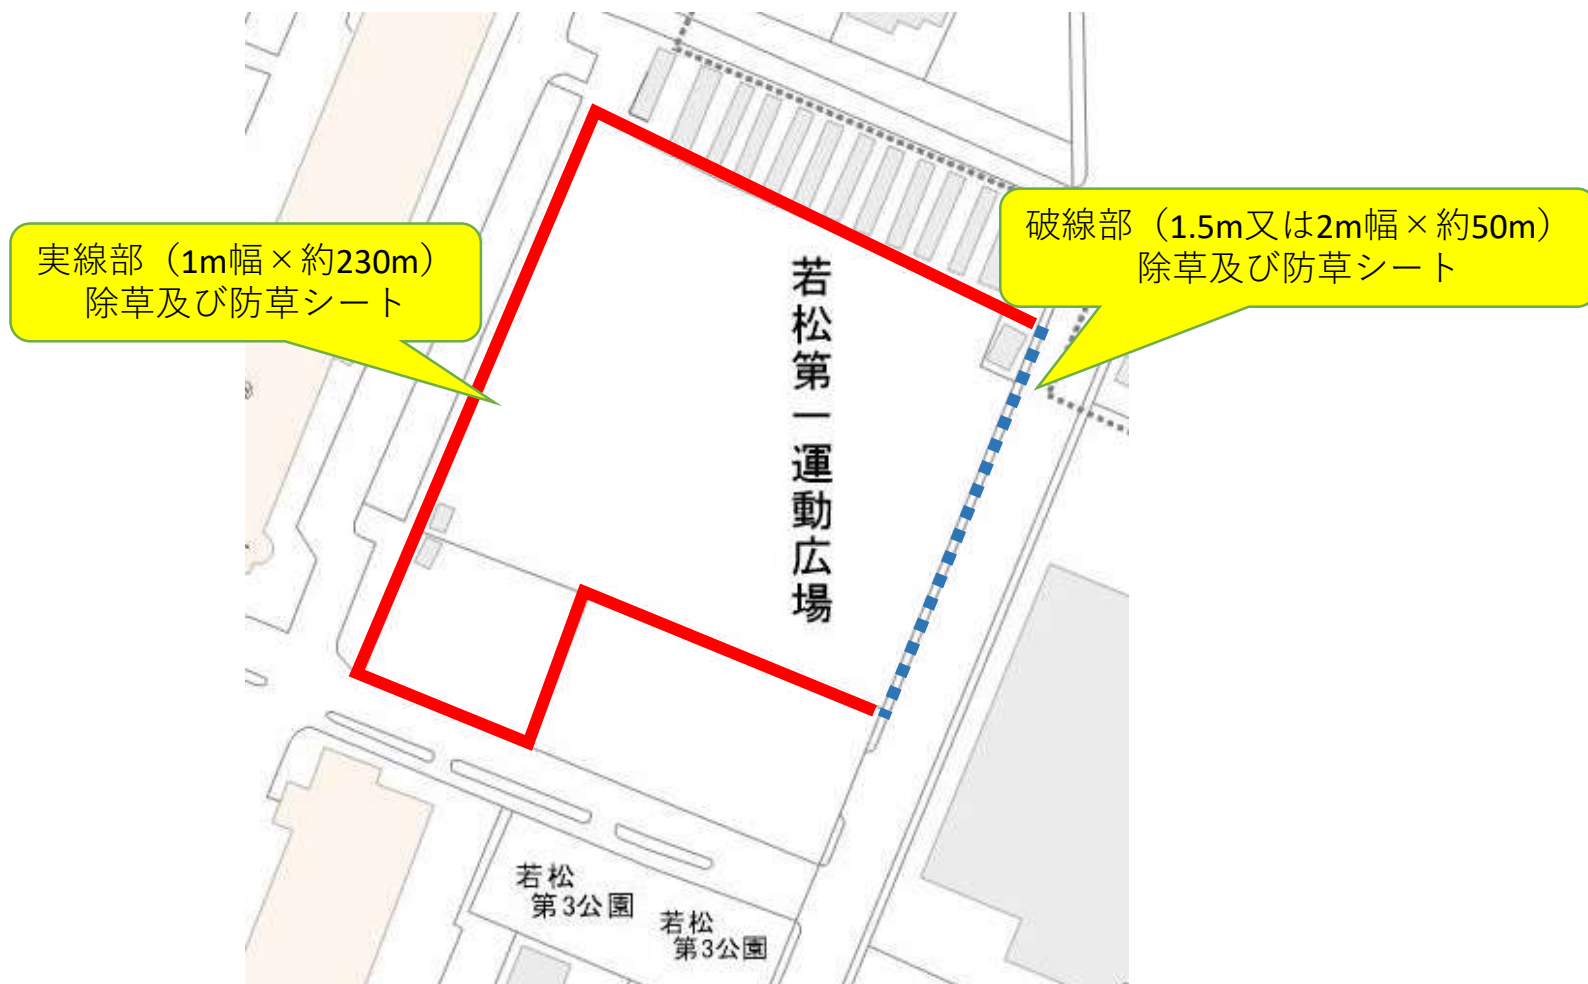 実線部（1m幅×約230m）
除草及び防草シート
破線部（1.5m又は2m幅×約50m）
除草及び防草シート
若松第一運動広場
若松
第3公園
若松
第3公園